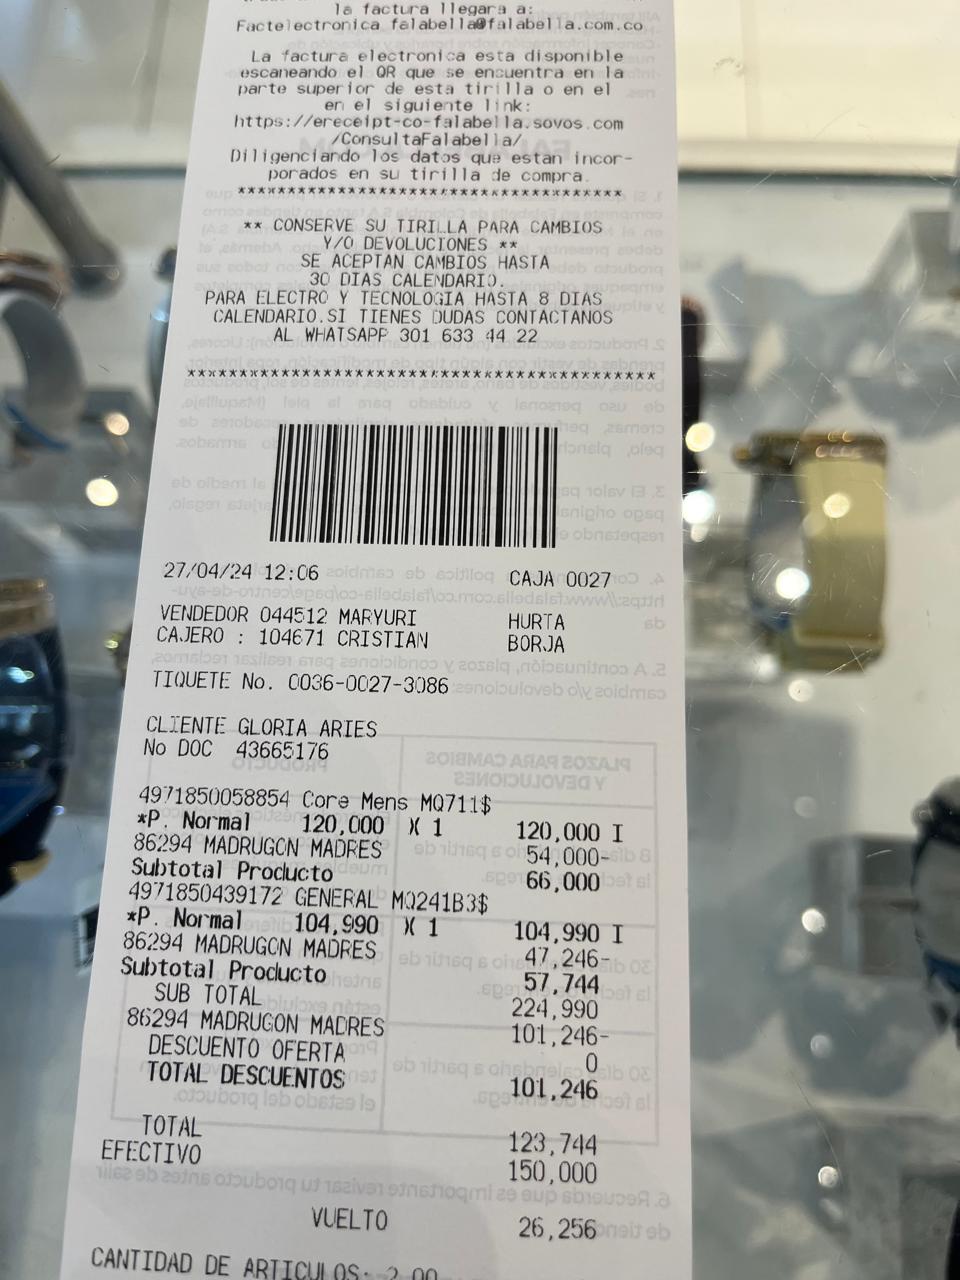 la factura llegara a:
Factelectronica falabella@falabella.com.co
La factura electronica esta disponible
escaneando el QR que se encuentra en la
parte superior de esta tirilla o en el
en el siguiente link:
https://ereceipt-co-falabella.sovos.com
/ConsultaFalabella/
Diligenciando los datos que estan incor-
porados en su tirilla de compra.
****************************************
** CONSERVE SU TIRILLA PARA CAMBIOS
Y/O DEVOLUCIONES **
SE ACEPTAN CAMBIOS HASTA
30 DIAS CALENDARIO.
PARA ELECTRO Y TECNOLOGIA HASTA 8 DIAS
CALENDARIO.SI TIENES DUDAS CONTACTANOS
AL WHATSAPP 301 633 44 22
****************************************
27/04/24 12:06 CAJA 0027
VENDEDOR 044512 MARYURI HURTA
CAJERO : 104671 CRISTIAN BORJA
TIQUETE No. 0036-0027-3086
CLIENTE GLORIA ARIES
No DOC 43665176
4971850058854 Core Mens MQ711$
*P. Normal 120,000 X 1 120,000 I
86294 MADRUGON MADRES 54,000-
Subtotal Producto 66,000
4971850439172 GENERAL MQ241B3$
*P. Normal 104,990 X 1 104,990 I
86294 MADRUGON MADRES 47,246-
Subtotal Producto 57,744
SUB TOTAL 224,990
86294 MADRUGON MADRES 101,246-
DESCUENTO OFERTA 0
TOTAL DESCUENTOS 101,246
TOTAL 123,744
EFECTIVO 150,000
VUELTO 26,256
CANTIDAD DE ARTICULOS: 2.00